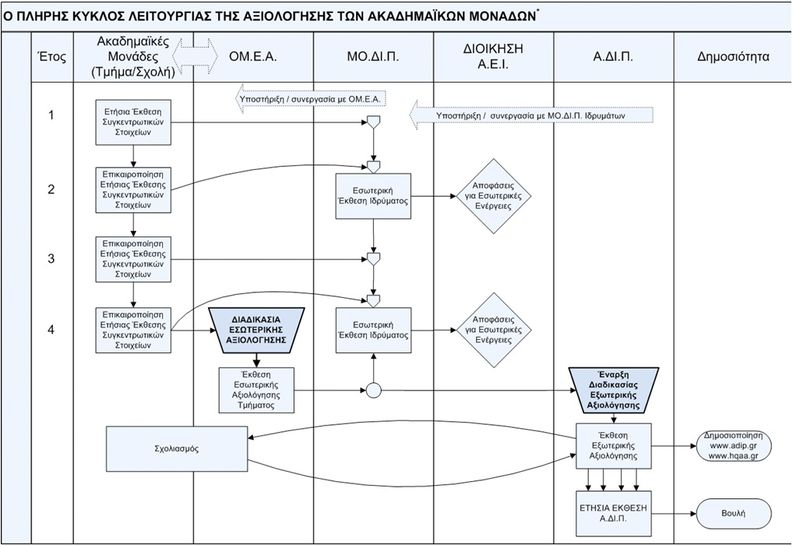 Ο ΠΛΗΡΗΣ ΚΥΚΛΟΣ ΛΕΙΤΟΥΡΓΙΑΣ ΤΗΣ ΑΞΙΟΛΟΓΗΣΗΣ ΤΩΝ ΑΚΑΔΗΜΑΪΚΩΝ ΜΟΝΑΔΩΝ*
Έτος
Ακαδημαϊκές
Μονάδες
(Τμήμα/Σχολή)
ΟΜ.Ε.Α.
ΜΟ.ΔΙ.Π.
ΔΙΟΙΚΗΣΗ
Α.Ε.Ι.
Α.ΔΙ.Π.
Δημοσιότητα
Υποστήριξη / συνεργασία με ΟΜ.Ε.Α.
Υποστήριξη / συνεργασία με ΜΟ.ΔΙ.Π. Ιδρυμάτων
1
Ετήσια Έκθεση
Συγκεντρωτικών
Στοιχείων
2
Επικαιροποίηση
Ετήσιας Έκθεσης
Συγκεντρωτικών
Στοιχείων
Εσωτερική
Έκθεση Ιδρύματος
Αποφάσεις
για Εσωτερικές
Ενέργειες
3
Επικαιροποίηση
Ετήσιας Έκθεσης
Συγκεντρωτικών
Στοιχείων
4
Επικαιροποίηση
Ετήσιας Έκθεσης
Συγκεντρωτικών
Στοιχείων
ΔΙΑΔΙΚΑΣΙΑ
ΕΣΩΤΕΡΙΚΗΣ
ΑΞΙΟΛΟΓΗΣΗΣ
Εσωτερική
Έκθεση Ιδρύματος
Αποφάσεις
για Εσωτερικές
Ενέργειες
Έκθεση
Εσωτερικής
Αξιολόγησης
Τμήματος
Έναρξη
Διαδικασίας
Εξωτερικής
Αξιολόγησης
Σχολιασμός
Έκθεση
Εξωτερικής
Αξιολόγησης
Δημοσιοποίηση
www.adip.gr
www.hqaa.gr
ΕΤΗΣΙΑ ΕΚΘΕΣΗ
Α.ΔΙ.Π.
Βουλή